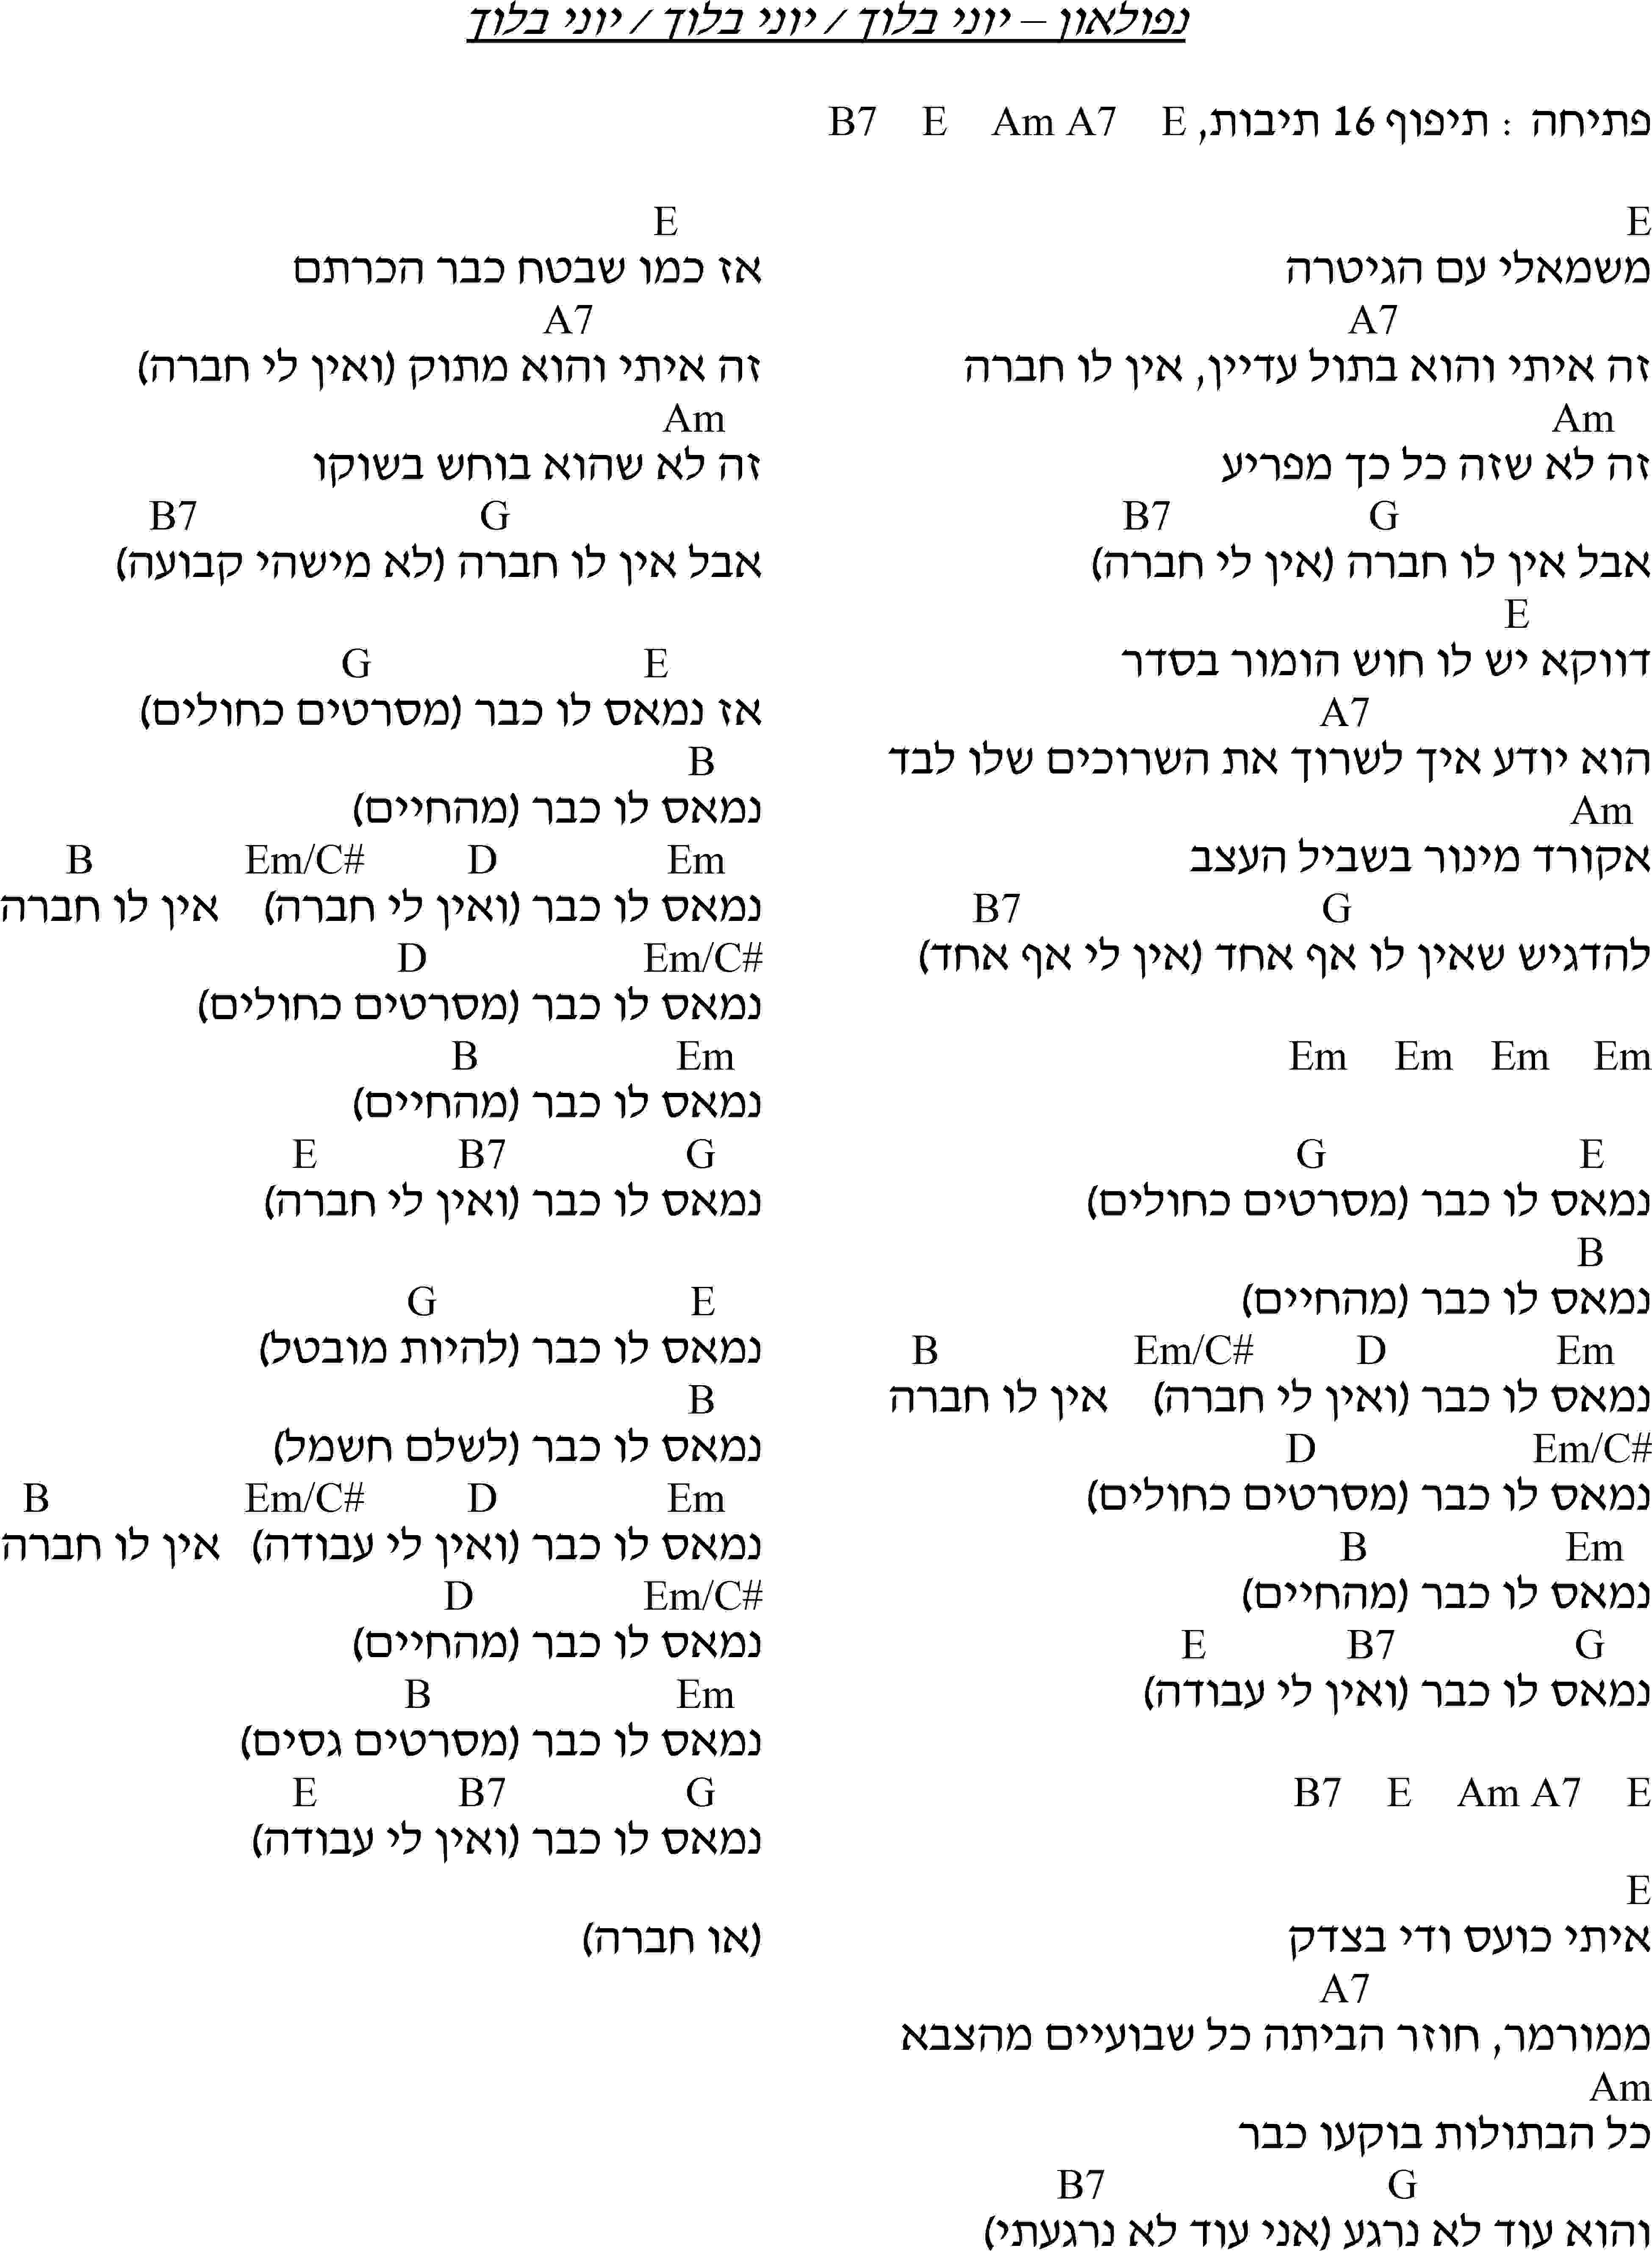 נפולאון – יוני בלוך / יוני בלוך / יוני בלוך
פתיחה : תיפוף 16 תיבות, E    A7 Am    E    B7
E
משמאלי עם הגיטרה
A7
זה איתי והוא בתול עדיין, אין לו חברה
Am
זה לא שזה כל כך מפריע
G    B7
אבל אין לו חברה (אין לי חברה)
E
דווקא יש לו חוש הומור בסדר
A7
הוא יודע איך לשרוך את השרוכים שלו לבד
Am
אקורד מינור בשביל העצב
G    B7
להדגיש שאין לו אף אחד (אין לי אף אחד)
Em    Em    Em    Em
E    G
נמאס לו כבר (מסרטים כחולים)
B
נמאס לו כבר (מהחיים)
Em    D    Em/C#    B
נמאס לו כבר (ואין לי חברה)    אין לו חברה
Em/C#    D
נמאס לו כבר (מסרטים כחולים)
Em    B
נמאס לו כבר (מהחיים)
G    B7    E
נמאס לו כבר (ואין לי עבודה)
E    A7 Am    E    B7
E
איתי כועס ודי בצדק
A7
ממורמר, חוזר הביתה כל שבועיים מהצבא
Am
כל הבתולות בוקעו כבר
G    B7
והוא עוד לא נרגע (אני עוד לא נרגעתי)
E
אז כמו שבטח כבר הכרתם
A7
זה איתי והוא מתוק (ואין לי חברה)
Am
זה לא שהוא בוחש בשוקו
G    B7
אבל אין לו חברה (לא מישהי קבועה)
E    G
אז נמאס לו כבר (מסרטים כחולים)
B
נמאס לו כבר (מהחיים)
Em    D    Em/C#    B
נמאס לו כבר (ואין לי חברה)    אין לו חברה
Em/C#    D
נמאס לו כבר (מסרטים כחולים)
Em    B
נמאס לו כבר (מהחיים)
G    B7    E
נמאס לו כבר (ואין לי חברה)
E    G
נמאס לו כבר (להיות מובטל)
B
נמאס לו כבר (לשלם חשמל)
Em    D    Em/C#    B
נמאס לו כבר (ואין לי עבודה)    אין לו חברה
Em/C#    D
נמאס לו כבר (מהחיים)
Em    B
נמאס לו כבר (מסרטים גסים)
G    B7    E
נמאס לו כבר (ואין לי עבודה)
(או חברה)